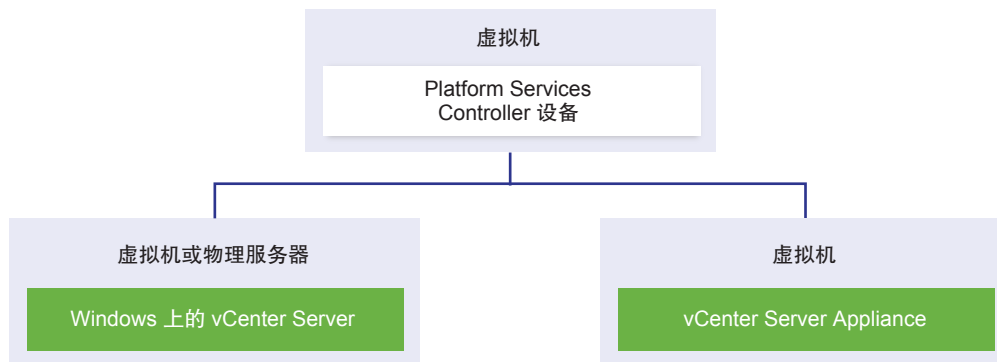 虚拟机
Platform Services
Controller 设备
虚拟机或物理服务器
虚拟机
Windows 上的 vCenter Server
vCenter Server Appliance